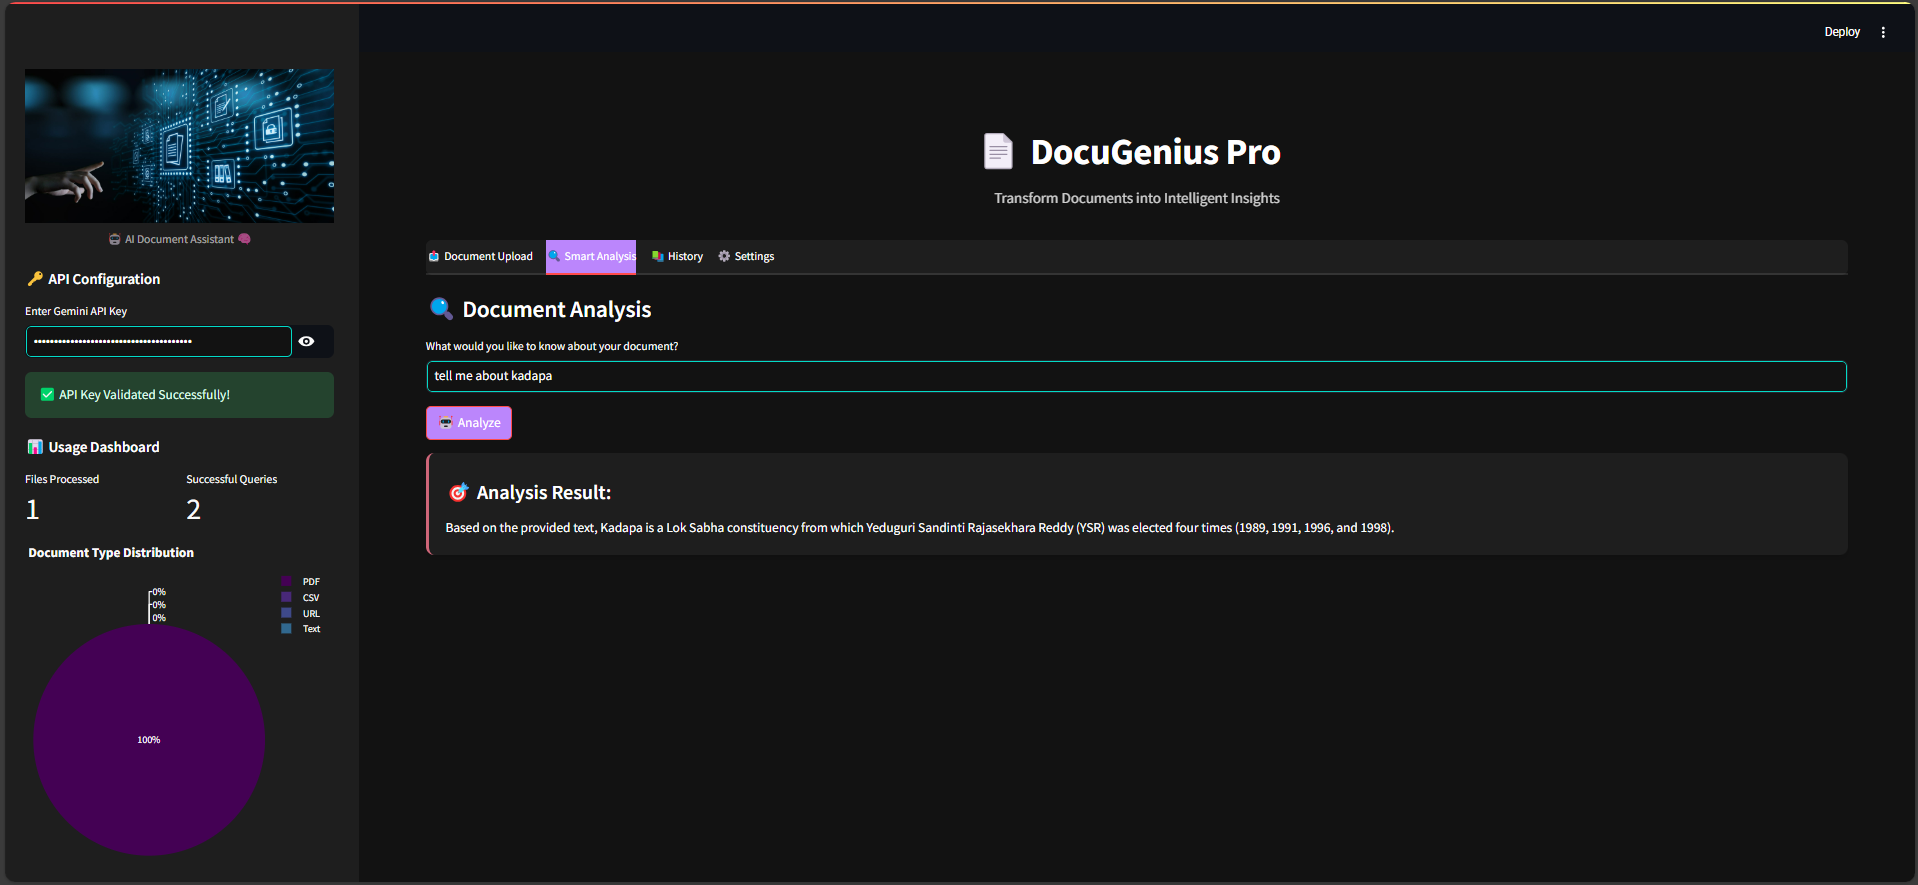 Deploy
AI Document Assistant
API Configuration
Enter Gemini API Key
API Key Validated Successfully!
Usage Dashboard
Files Processed
Successful Queries
1
2
Document Type Distribution
0%
0%
0%
100%
PDF
CSV
URL
Text
DocuGenius Pro
Transform Documents into Intelligent Insights
Document Upload
Smart Analysis
History
Settings
Document Analysis
What would you like to know about your document?
tell me about kadapa
Analyze
Analysis Result:
Based on the provided text, Kadapa is a Lok Sabha constituency from which Yeduguri Sandinti Rajasekhara Reddy (YSR) was elected four times (1989, 1991, 1996, and 1998).